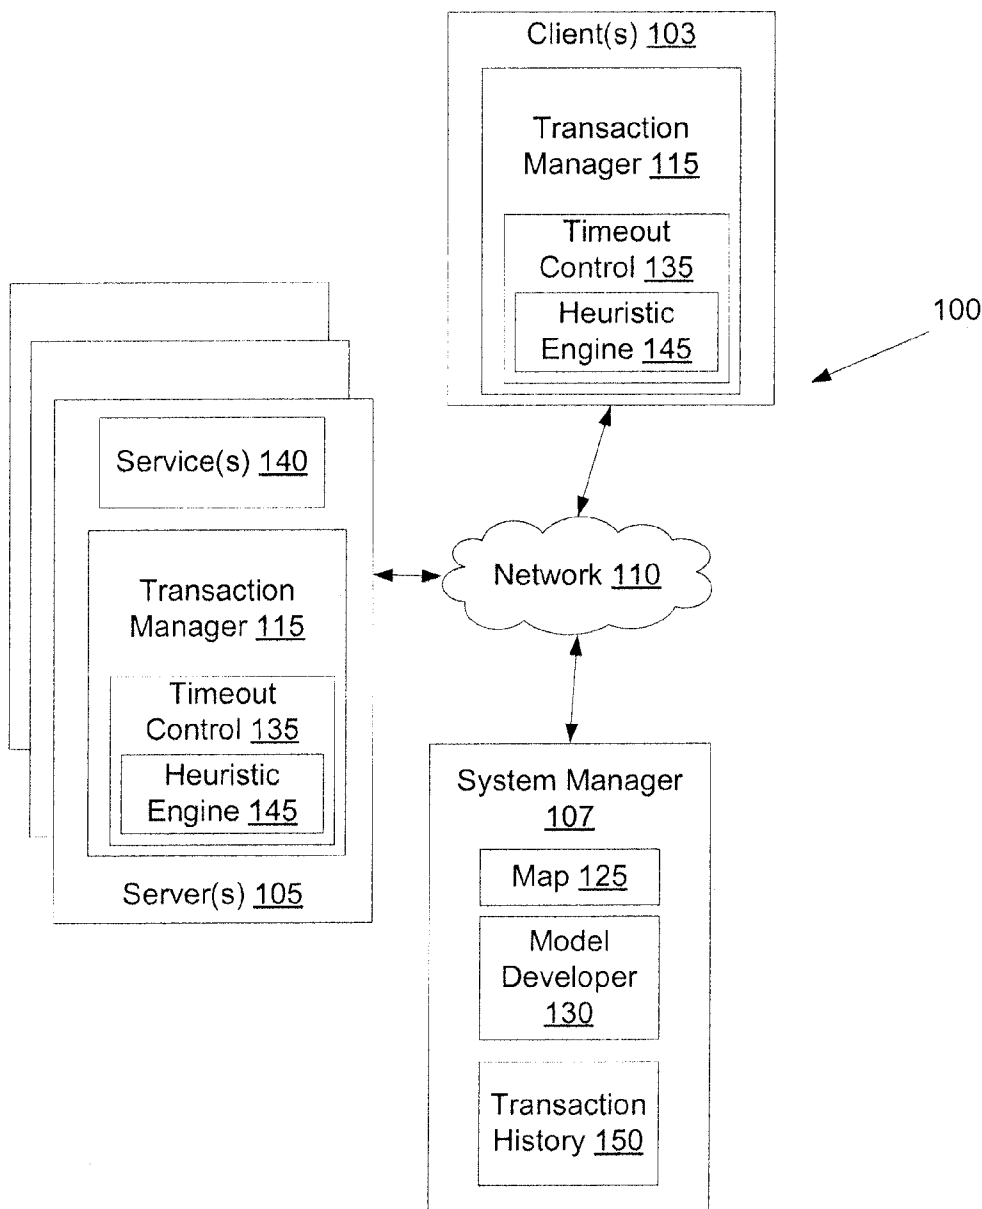 Client(s) 103
Transaction
Manager 115
Timeout
Control 135
Heuristic
Engine 145
100
Service(s) 140
Transaction
Manager 115
Timeout
Control 135
Heuristic
Engine 145
Server(s) 105
Network 110
System Manager
107
Map 125
Model
Developer
130
Transaction
History 150